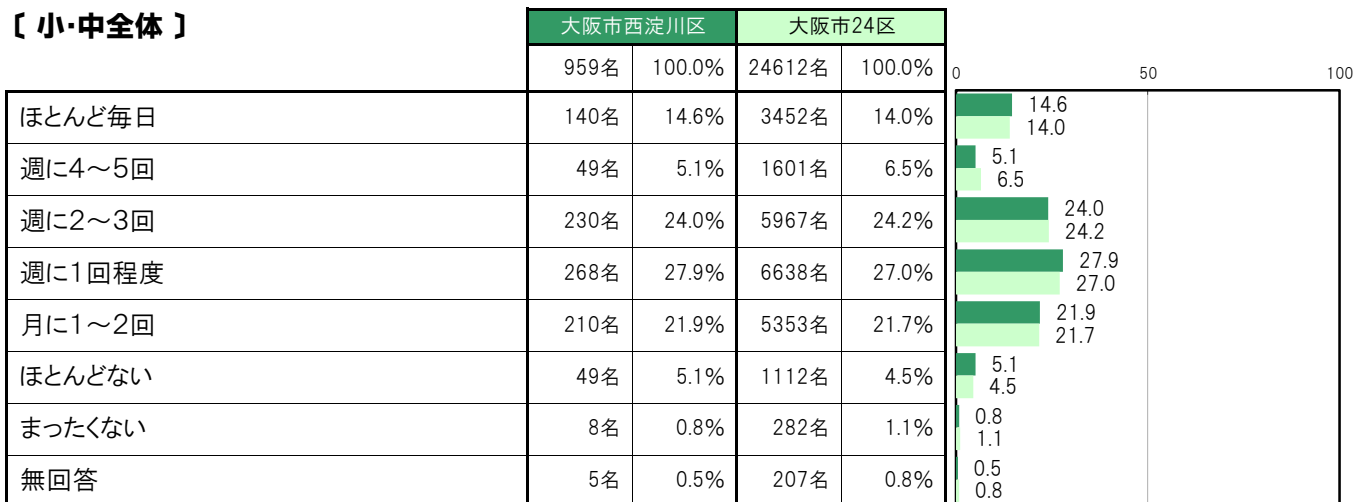 〔 小・中全体 〕
大阪市西淀川区 大阪市24区
959名 100.0% 24612名 100.0% 0 50 100
ほとんど毎日 140名 14.6% 3452名 14.0% 14.6
14.0
週に4～5回 49名 5.1% 1601名 6.5% 5.1
6.5
週に2～3回 230名 24.0% 5967名 24.2% 24.0
24.2
週に1回程度 268名 27.9% 6638名 27.0% 27.9
27.0
月に1～2回 210名 21.9% 5353名 21.7% 21.9
21.7
ほとんどない 49名 5.1% 1112名 4.5% 5.1
4.5
まったくない 8名 0.8% 282名 1.1% 0.8
1.1
無回答 5名 0.5% 207名 0.8% 0.5
0.8